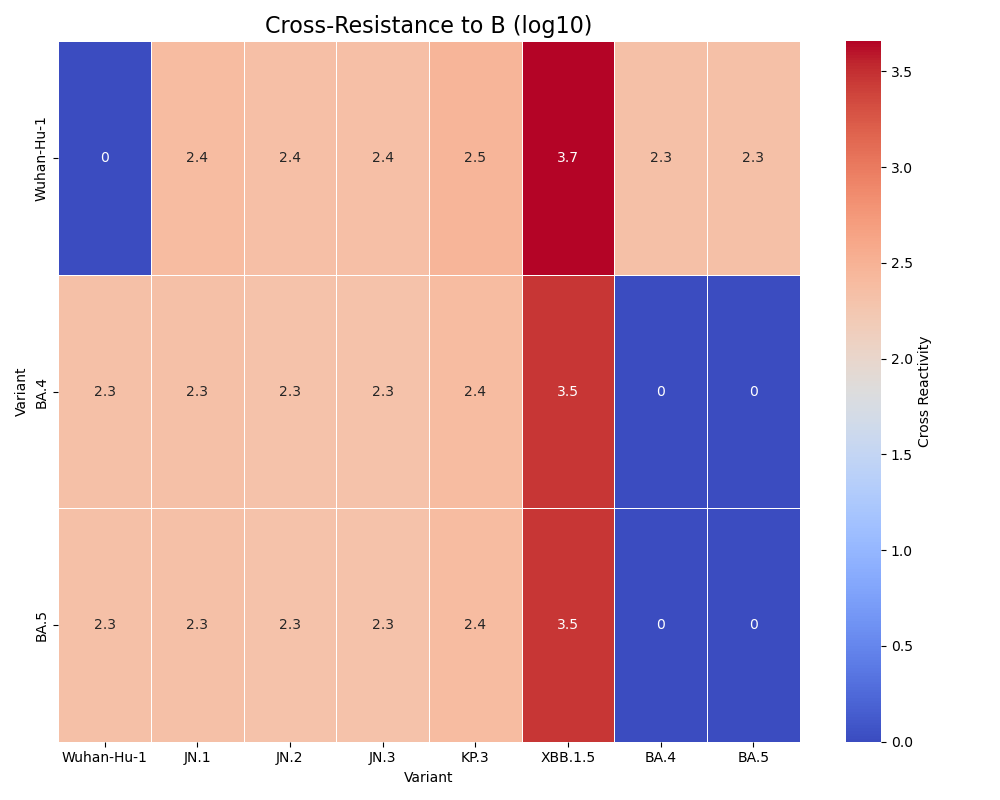 Cross-Resistance to B (log10)
Variant
Wuhan-Hu-1
0 2.4 2.4 2.4 2.5 3.7 2.3 2.3
BA.4
2.3 2.3 2.3 2.3 2.4 3.5 0 0
BA.5
2.3 2.3 2.3 2.3 2.4 3.5 0 0
Wuhan-Hu-1 JN.1 JN.2 JN.3 KP.3 XBB.1.5 BA.4 BA.5
Variant
3.5
3.0
2.5
2.0
1.5
1.0
0.5
0.0
Cross Reactivity